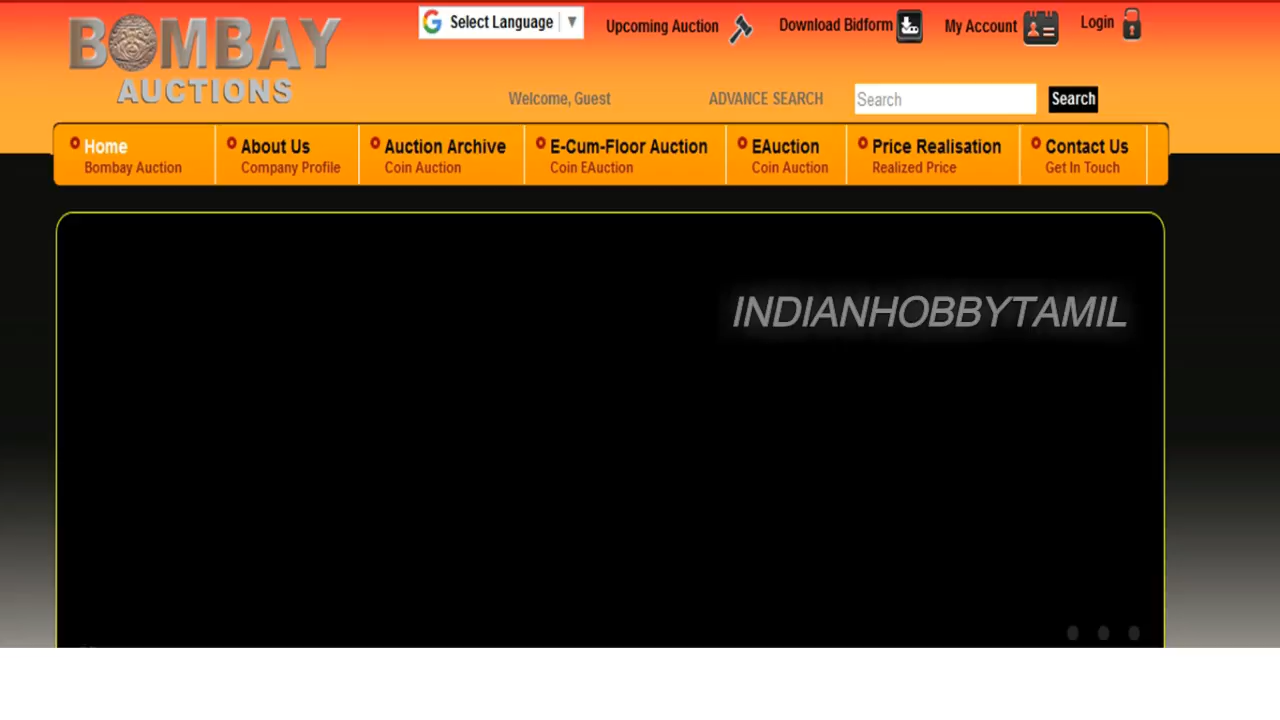 BOMBAY
AUCTIONS
Select Language ▼
Upcoming Auction
Download Bidform
My Account
Login
Welcome, Guest
ADVANCE SEARCH
Search
Search
Home
Bombay Auction
About Us
Company Profile
Auction Archive
Coin Auction
E-Cum-Floor Auction
Coin EAuction
EAuction
Coin Auction
Price Realisation
Realized Price
Contact Us
Get In Touch
INDIANHOBBYTAMIL